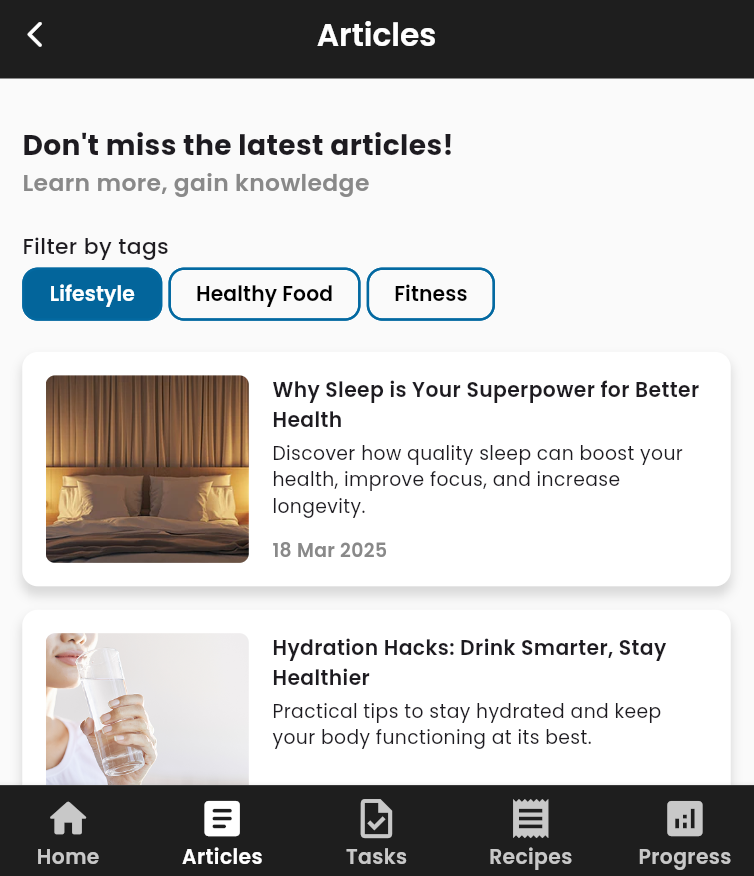 Articles
Don't miss the latest articles!
Learn more, gain knowledge
Filter by tags
Lifestyle
Healthy Food
Fitness
Why Sleep is Your Superpower for Better
Health
Discover how quality sleep can boost your
health, improve focus, and increase
longevity.
18 Mar 2025
Hydration Hacks: Drink Smarter, Stay
Healthier
Practical tips to stay hydrated and keep
your body functioning at its best.
Home
Articles
Tasks
Recipes
Progress